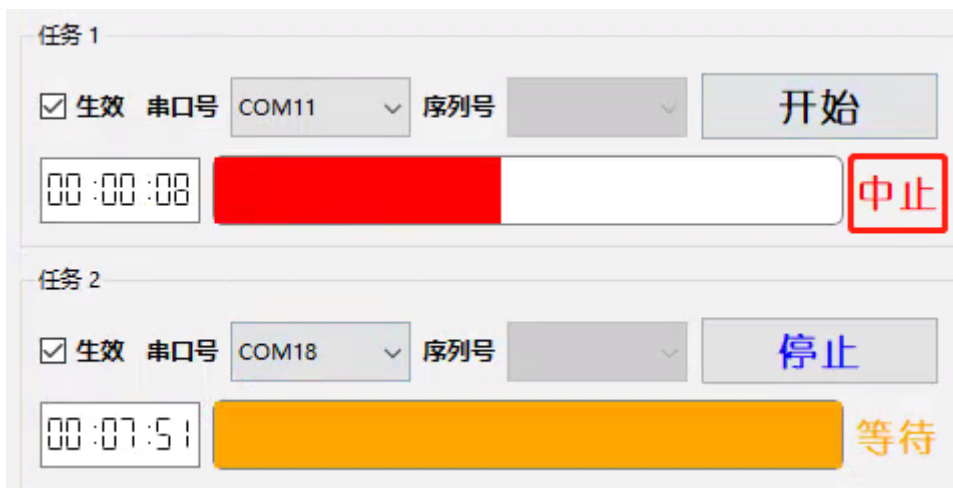 任务 1
生效 串口号 COM11 序列号 开始
00:00:08 中止
任务 2
生效 串口号 COM18 序列号 停止
00:07:51 等待